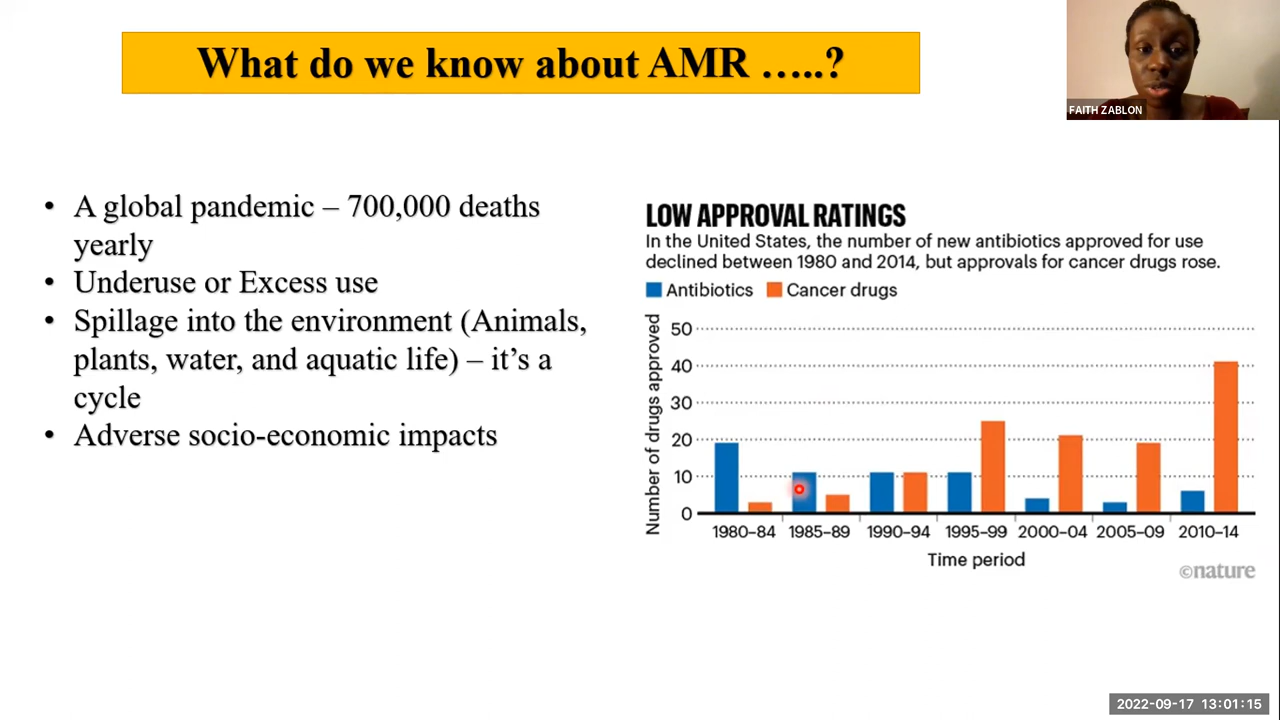 What do we know about AMR …..?
FAITH ZABLON
• A global pandemic – 700,000 deaths
yearly
• Underuse or Excess use
• Spillage into the environment (Animals,
plants, water, and aquatic life) – it’s a
cycle
• Adverse socio-economic impacts
LOW APPROVAL RATINGS
In the United States, the number of new antibiotics approved for use
declined between 1980 and 2014, but approvals for cancer drugs rose.
Antibiotics Cancer drugs
Number of drugs approved
50
40
30
20
10
0
1980–84 1985–89 1990–94 1995–99 2000–04 2005–09 2010–14
Time period
©nature
2022-09-17 13:01:15